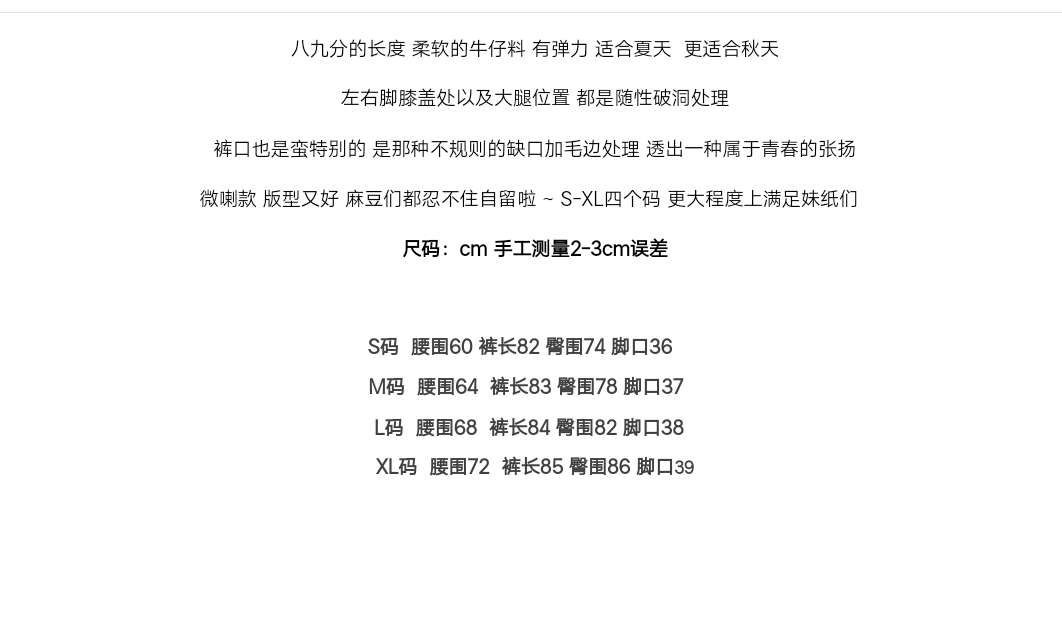 八九分的长度 柔软的牛仔料 有弹力 适合夏天  更适合秋天
左右脚膝盖处以及大腿位置 都是随性破洞处理
裤口也是蛮特别的 是那种不规则的缺口加毛边处理 透出一种属于青春的张扬
微喇款 版型又好 麻豆们都忍不住自留啦 ~ S-XL四个码 更大程度上满足妹纸们
尺码：cm 手工测量2-3cm误差
S码  腰围60 裤长82 臀围74 脚口36
M码  腰围64  裤长83 臀围78 脚口37
L码  腰围68  裤长84 臀围82 脚口38
XL码  腰围72  裤长85 臀围86 脚口39